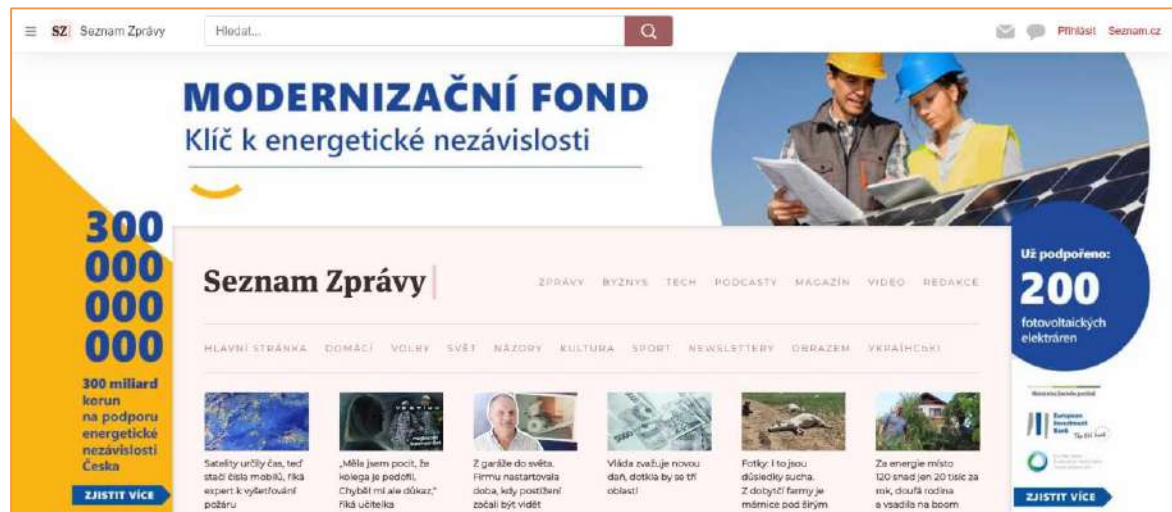 SZ Seznam Zprávy
Hledat...
Přihlásit Seznam.cz
MODERNIZAČNÍ FOND
Klíč k energetické nezávislosti
300
000
000
000
300 miliard
korun
na podporu
energetické
nezávislosti
Česka
ZJISTIT VÍCE
Seznam Zprávy
ZPRÁVY BYZNYS TECH PODCASTY MAGAZÍN VIDEO REDAKCE
HLAVNÍ STRÁNKA DOMÁCÍ VOLBY SVĚT NÁZORY KULTURA SPORT NEWSLETTERY OBRAZEM УКРАЇНСЬКІ
Satelity určily čas, teď
stačí čísla mobilů, říká
expert k vyšetřování
požáru
„Měla jsem pocit, že
kolega je pedofil.
Chyběl mi ale důkaz,“
říká učitelka
Z garáže do světa.
Firmu nastartovala
doba, kdy postižení
začali být vidět
Vláda zvažuje novou
daň, dotkla by se tří
oblastí
Fotky: I to jsou
důsledky sucha.
Z dobytčí farmy je
márnice pod širým
Za energie místo
120 snad jen 20 tisíc za
rok, doufá rodina
a vsadila na boom
Už podpořeno:
200
fotovoltaických
elektráren
European
Investment
Bank
The EU bank
ZJISTIT VÍCE